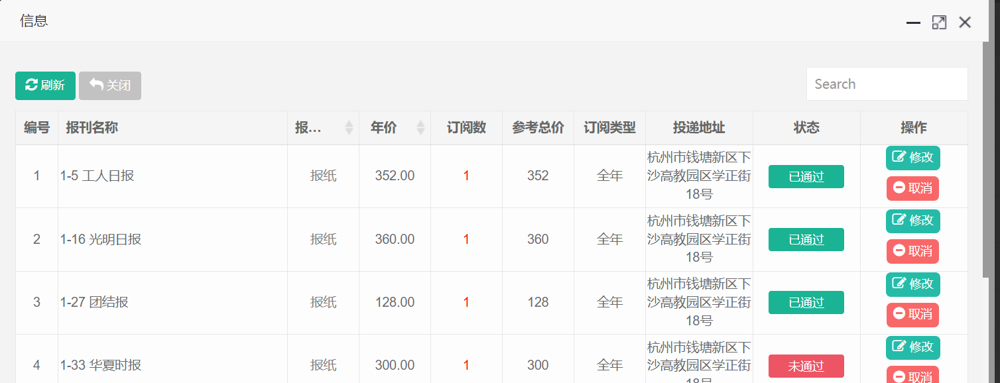 信息
刷新 关闭 Search
编号 报刊名称 报... 年价 订阅数 参考总价 订阅类型 投递地址 状态 操作
1 1-5 工人日报 报纸 352.00 1 352 全年 杭州市钱塘新区下
沙高教园区学正街
18号
已通过 修改
取消
2 1-16 光明日报 报纸 360.00 1 360 全年 杭州市钱塘新区下
沙高教园区学正街
18号
已通过 修改
取消
3 1-27 团结报 报纸 128.00 1 128 全年 杭州市钱塘新区下
沙高教园区学正街
18号
已通过 修改
取消
4 1-33 华夏时报 报纸 300.00 1 300 全年 杭州市钱塘新区下
沙高教园区学正街
18号
未通过 修改
取消